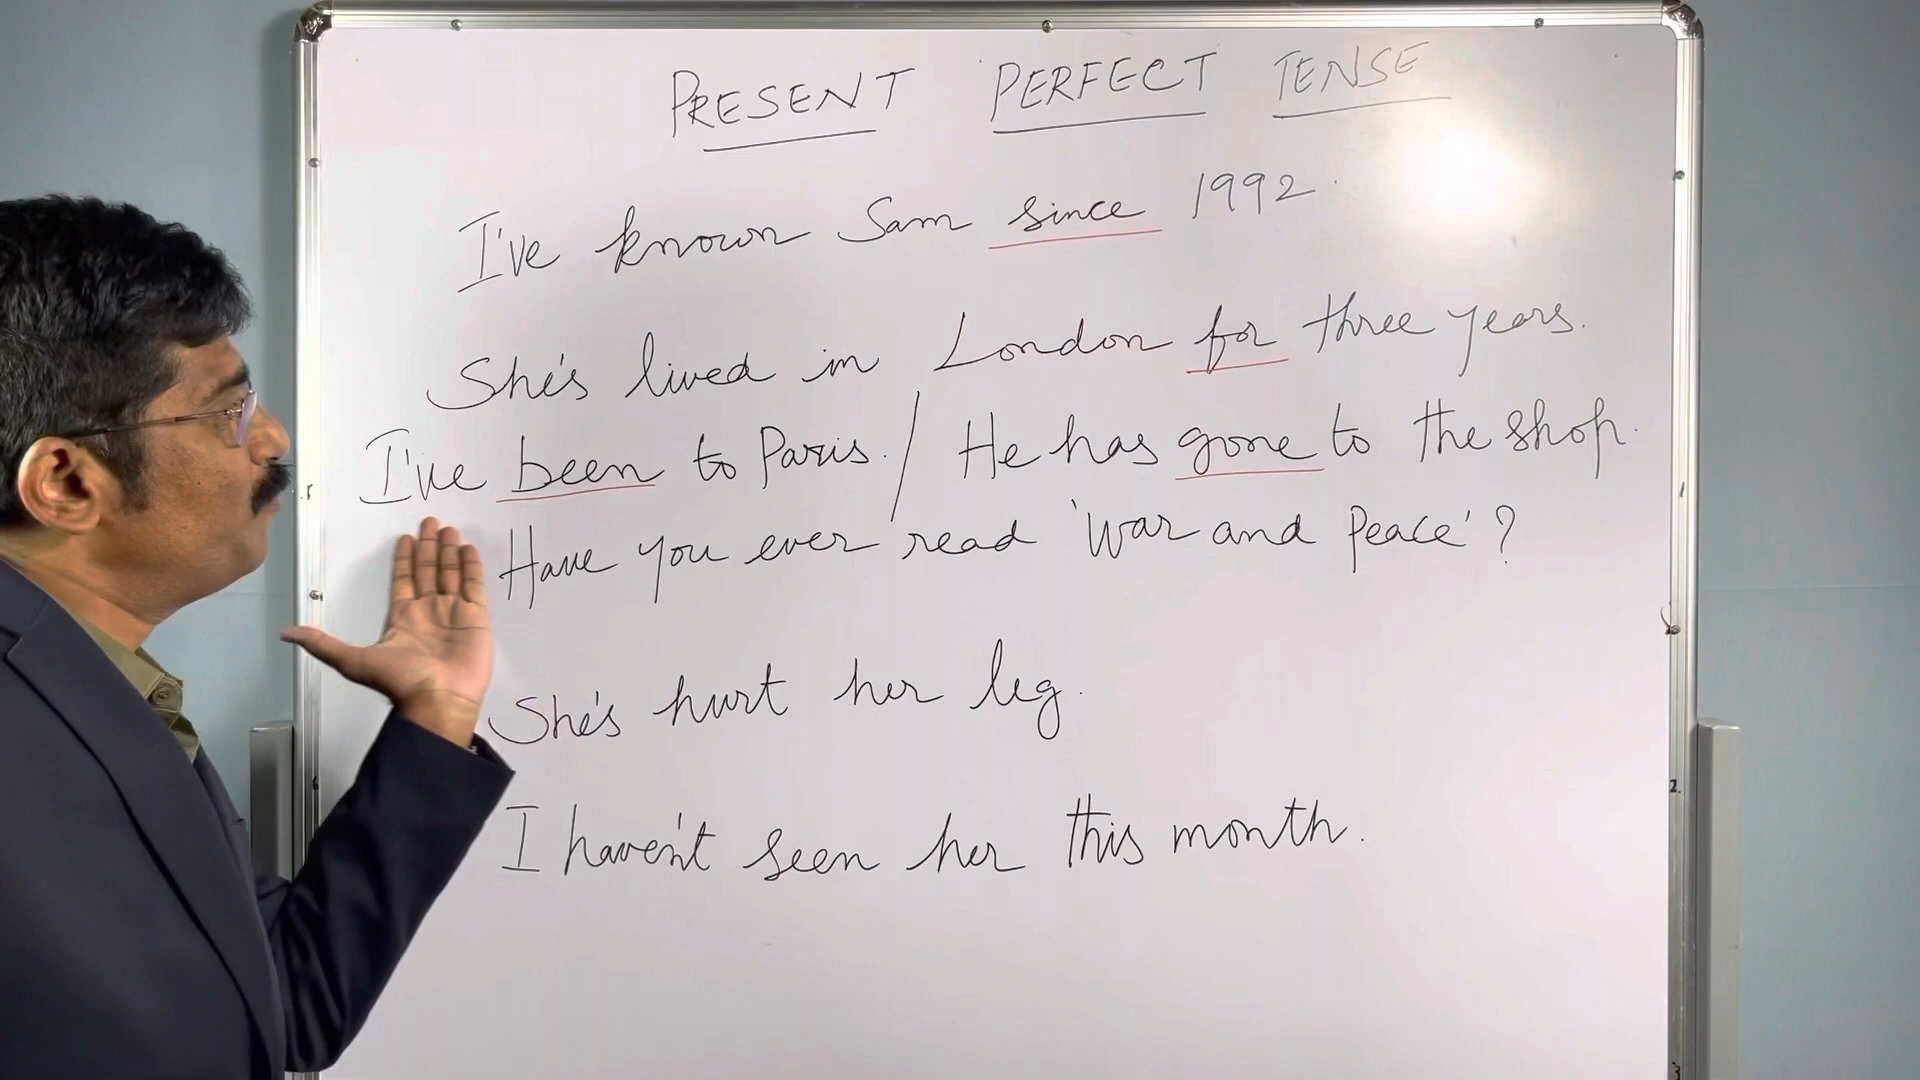 PRESENT PERFECT TENSE
I've known Sam since 1992.
She's lived in London for three years.
I've been to Paris. / He has gone to the shop.
Have you ever read 'War and Peace'?
She's hurt her leg.
I haven't seen her this month.